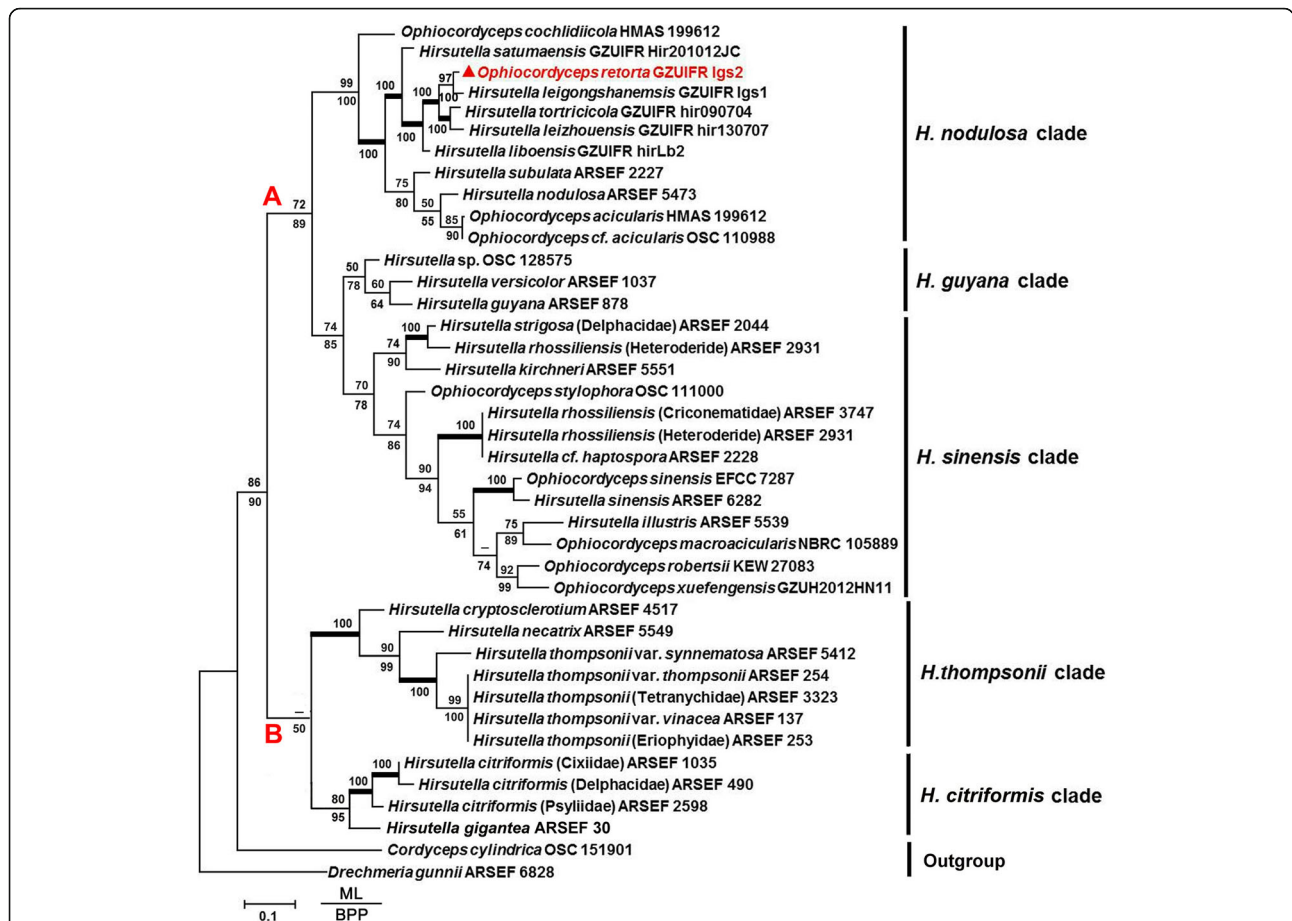 Ophiocordyceps cochlidiicola HMAS 199612
Hirsutella satumaensis GZUIFR Hir201012JC
Ophiocordyceps retorta GZUIFR lgs2
Hirsutella leigongshanemsis GZUIFR lgs1
Hirsutella tortricicola GZUIFR hir090704
Hirsutella leizhouensis GZUIFR hir130707
Hirsutella liboensis GZUIFR hirLb2
Hirsutella subulata ARSEF 2227
Hirsutella nodulosa ARSEF 5473
Ophiocordyceps acicularis HMAS 199612
Ophiocordyceps cf. acicularis OSC 110988
H. nodulosa clade
Hirsutella sp. OSC 128575
Hirsutella versicolor ARSEF 1037
Hirsutella guyana ARSEF 878
H. guyana clade
Hirsutella strigosa (Delphacidae) ARSEF 2044
Hirsutella rhossiliensis (Heteroderide) ARSEF 2931
Hirsutella kirchneri ARSEF 5551
Ophiocordyceps stylophora OSC 111000
Hirsutella rhossiliensis (Criconematidae) ARSEF 3747
Hirsutella rhossiliensis (Heteroderide) ARSEF 2931
Hirsutella cf. haptospora ARSEF 2228
Ophiocordyceps sinensis EFCC 7287
Hirsutella sinensis ARSEF 6282
Hirsutella illustris ARSEF 5539
Ophiocordyceps macroacicularis NBRC 105889
Ophiocordyceps robertsii KEW 27083
Ophiocordyceps xuefengensis GZUH2012HN11
H. sinensis clade
Hirsutella cryptosclerotium ARSEF 4517
Hirsutella necatrix ARSEF 5549
Hirsutella thompsonii var. synnematosa ARSEF 5412
Hirsutella thompsonii var. thompsonii ARSEF 254
Hirsutella thompsonii (Tetranychidae) ARSEF 3323
Hirsutella thompsonii var. vinacea ARSEF 137
Hirsutella thompsonii (Eriophyidae) ARSEF 253
H.thompsonii clade
Hirsutella citriformis (Cixiidae) ARSEF 1035
Hirsutella citriformis (Delphacidae) ARSEF 490
Hirsutella citriformis (Psyliidae) ARSEF 2598
Hirsutella gigantea ARSEF 30
H. citriformis clade
Cordyceps cylindrica OSC 151901
Drechmeria gunnii ARSEF 6828
Outgroup
A
B
99
100
100
100
100
100
97
100
100
75
80
50
55
85
90
72
89
50
78
60
64
74
85
100
74
90
70
78
74
86
100
90
94
100
55
61
75
89
–
74
92
99
86
90
100
90
99
100
99
100
–
50
100
100
80
95
0.1
ML
BPP